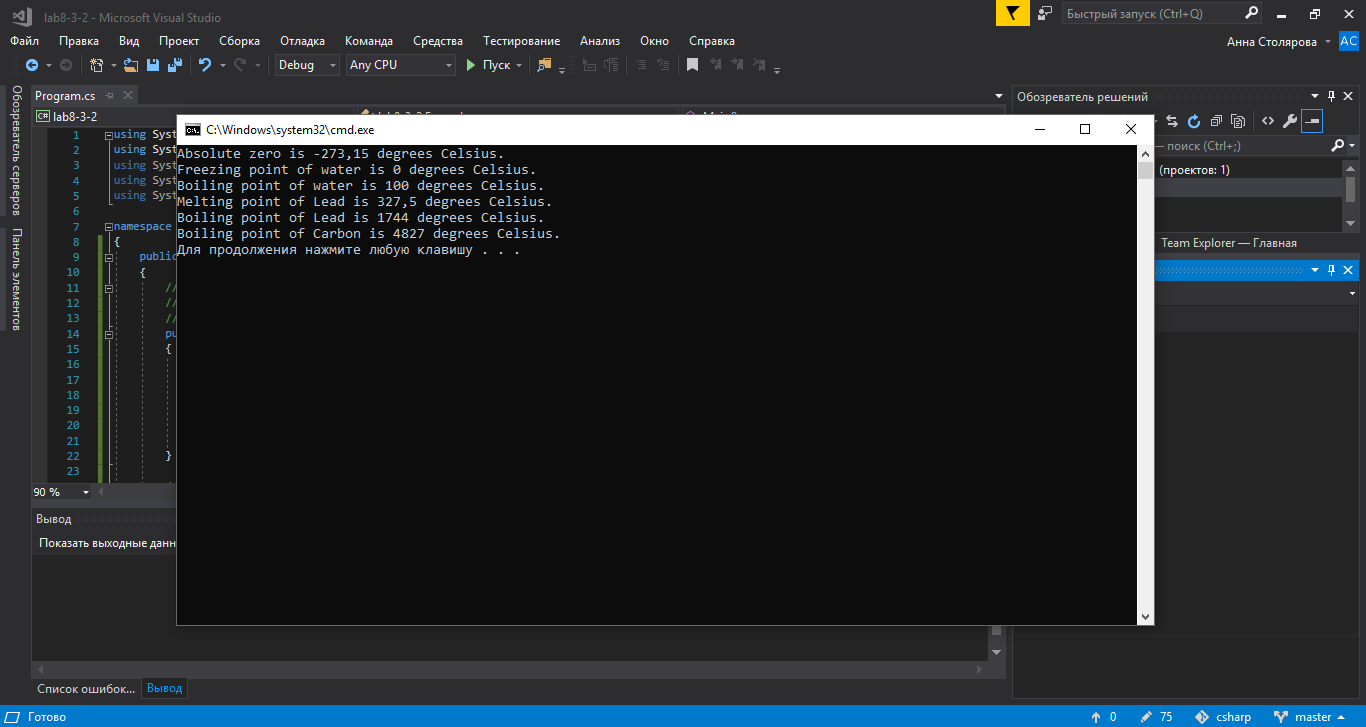 lab8-3-2 - Microsoft Visual Studio
Быстрый запуск (Ctrl+Q)
Файл Правка Вид Проект Сборка Отладка Команда Средства Тестирование Анализ Окно Справка
Анна Столярова
АС
Debug Any CPU Пуск
Обозреватель серверов
Панель элементов
Program.cs
C# lab8-3-2
C:\Windows\system32\cmd.exe
Absolute zero is -273,15 degrees Celsius.
Freezing point of water is 0 degrees Celsius.
Boiling point of water is 100 degrees Celsius.
Melting point of Lead is 327,5 degrees Celsius.
Boiling point of Lead is 1744 degrees Celsius.
Boiling point of Carbon is 4827 degrees Celsius.
Для продолжения нажмите любую клавишу . . .
1 using Syst
2 using Syst
3 using Syst
4 using Syst
5 using Syst
6
7 namespace
8 {
9 public
10 {
11 //
12 //
13 //
14 pu
15 {
16
17
18
19
20
21
22 }
23
90 %
Обозреватель решений
— поиск (Ctrl+;)
(проектов: 1)
Team Explorer — Главная
Вывод
Показать выходные данн
Список ошибок... Вывод
Готово
0 75 csharp master